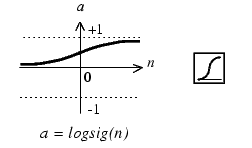 a
+1
n
0
-1
a = logsig(n)